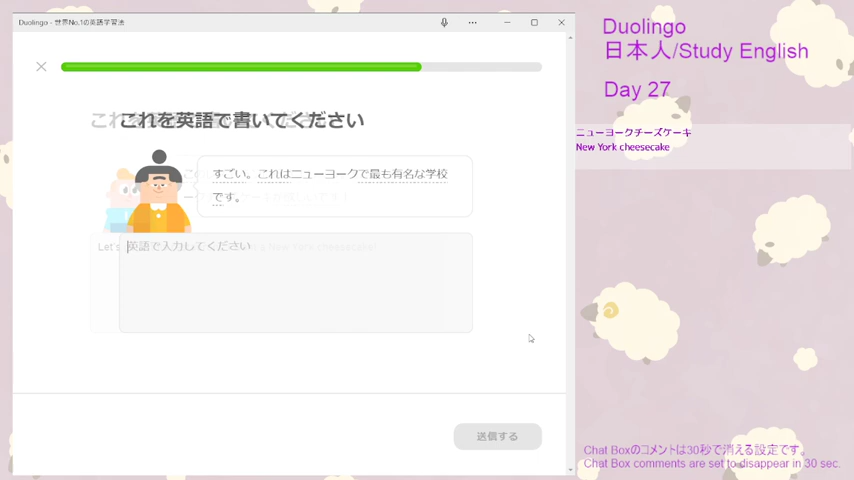 Duolingo - 世界No.1の英語学習法
これを英語で書いてください
すごい。これはニューヨークで最も有名な学校
です。
Let's
英語で入力してください
a New York cheesecake!
送信する
Duolingo
日本人/Study English
Day 27
ニューヨークチーズケーキ
New York cheesecake
Chat Boxのコメントは30秒で消える設定です。
Chat Box comments are set to disappear in 30 sec.